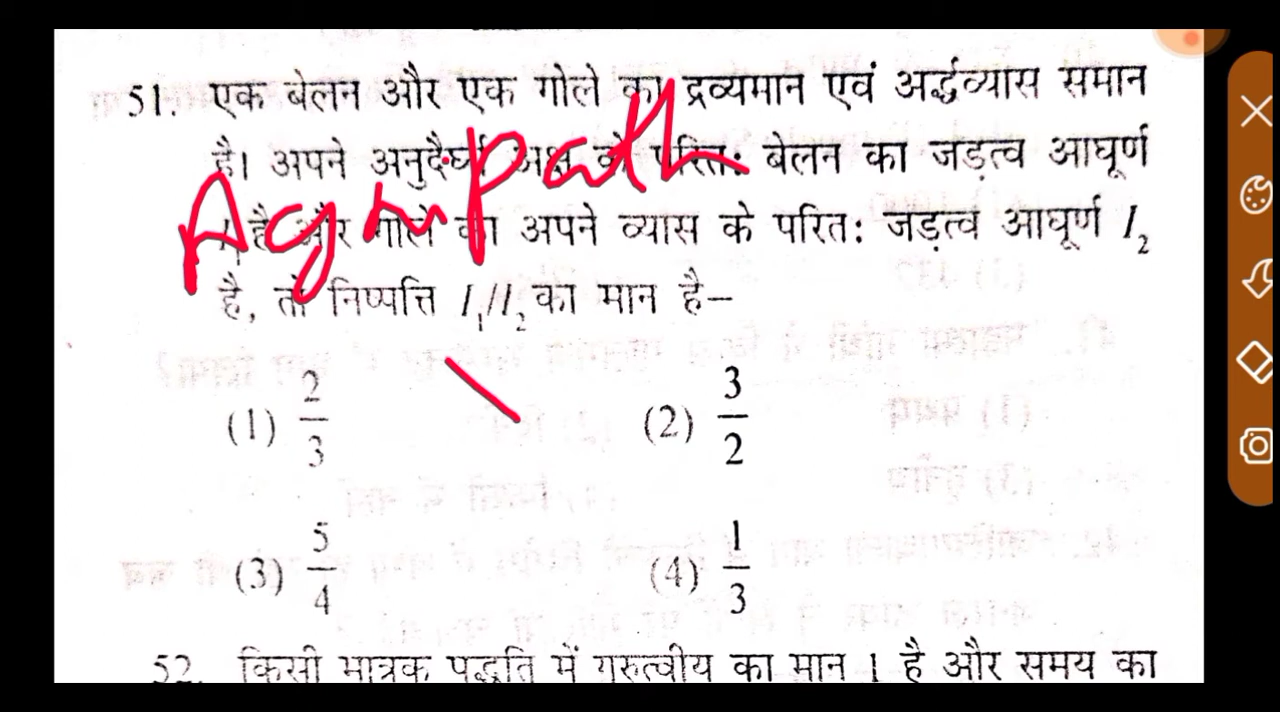 51. एक बेलन और एक गोले का द्रव्यमान एवं अर्द्धव्यास समान
है। अपने अनुदैर्घ्य अक्ष के परितः बेलन का जड़त्व आघूर्ण
I₁ है और गोले का अपने व्यास के परितः जड़त्व आघूर्ण I₂
है, तो निष्पत्ति I₁/I₂ का मान है–
Agnipath
(1) 2/3 (2) 3/2
(3) 5/4 (4) 1/3
52. किसी मात्रक पद्धति में गुरुत्वीय का मान 1 है और समय का